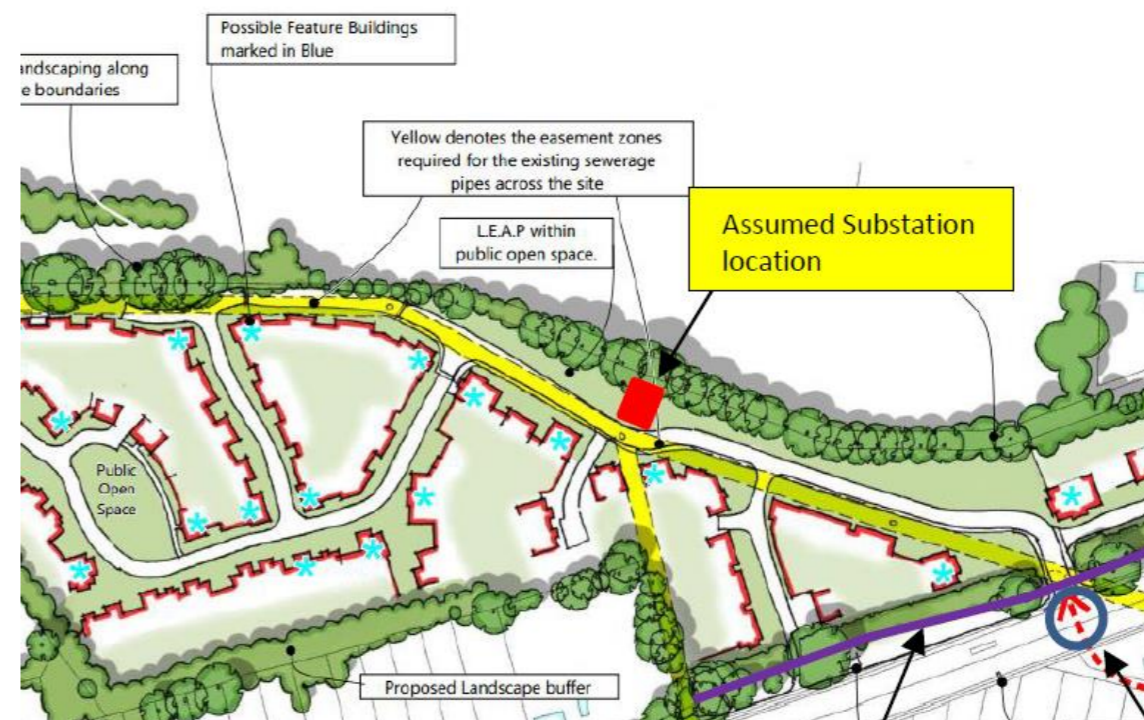 Possible Feature Buildings
marked in Blue
andscaping along
e boundaries
Yellow denotes the easement zones
required for the existing sewerage
pipes across the site
L.E.A.P within
public open space.
Assumed Substation
location
Public
Open
Space
Proposed Landscape buffer